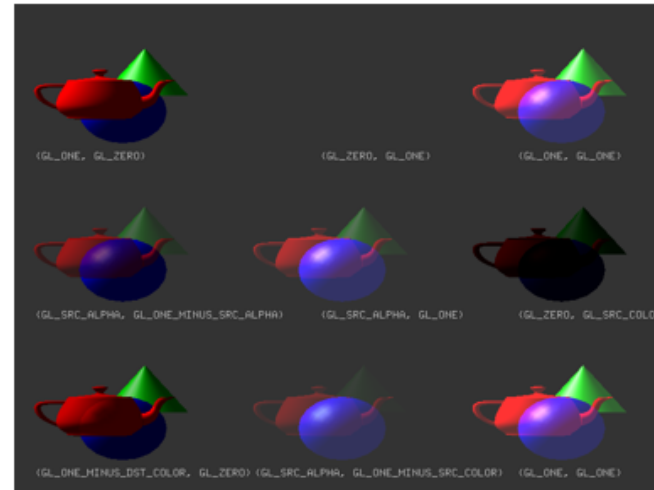 (GL_ONE, GL_ZERO)
(GL_ZERO, GL_ONE)
(GL_ONE, GL_ONE)
(GL_SRC_ALPHA, GL_ONE_MINUS_SRC_ALPHA)
(GL_SRC_ALPHA, GL_ONE)
(GL_ZERO, GL_SRC_COLO
(GL_ONE_MINUS_DST_COLOR, GL_ZERO)
(GL_SRC_ALPHA, GL_ONE_MINUS_SRC_COLOR)
(GL_ONE, GL_ONE)